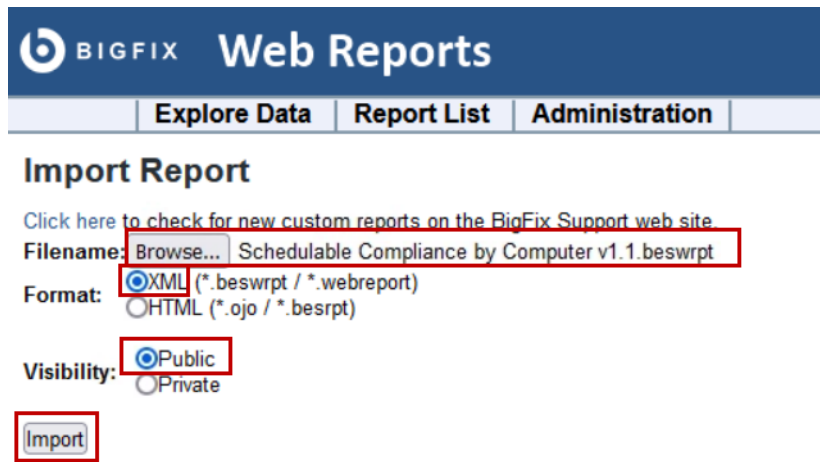 BIGFIX Web Reports
Explore Data Report List Administration
Import Report
Click here to check for new custom reports on the BigFix Support web site.
Filename: Browse... Schedulable Compliance by Computer v1.1.beswrpt
Format: XML (*.beswrpt / *.webreport)
HTML (*.ojo / *.besrpt)
Visibility: Public
Private
Import